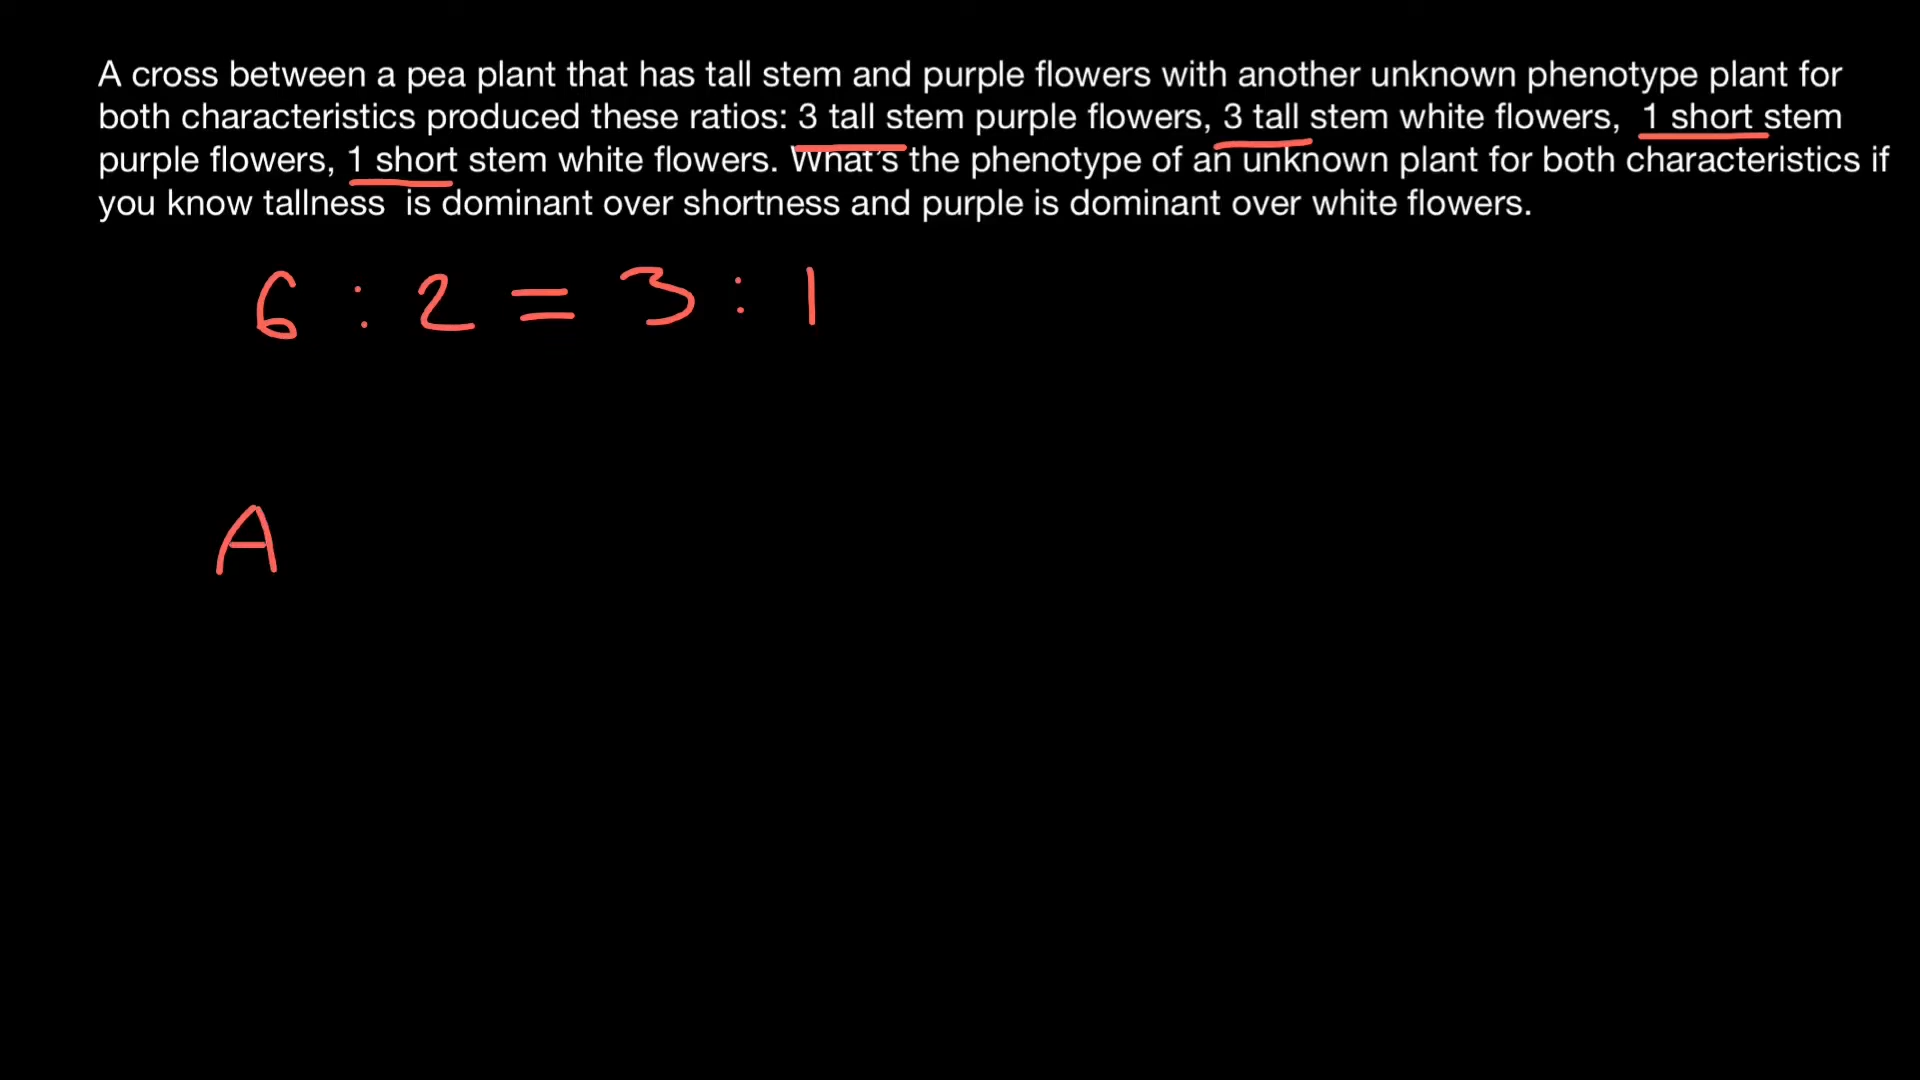 A cross between a pea plant that has tall stem and purple flowers with another unknown phenotype plant for
both characteristics produced these ratios: 3 tall stem purple flowers, 3 tall stem white flowers,  1 short stem
purple flowers, 1 short stem white flowers. What's the phenotype of an unknown plant for both characteristics if
you know tallness  is dominant over shortness and purple is dominant over white flowers.
6 : 2 = 3 : 1
A